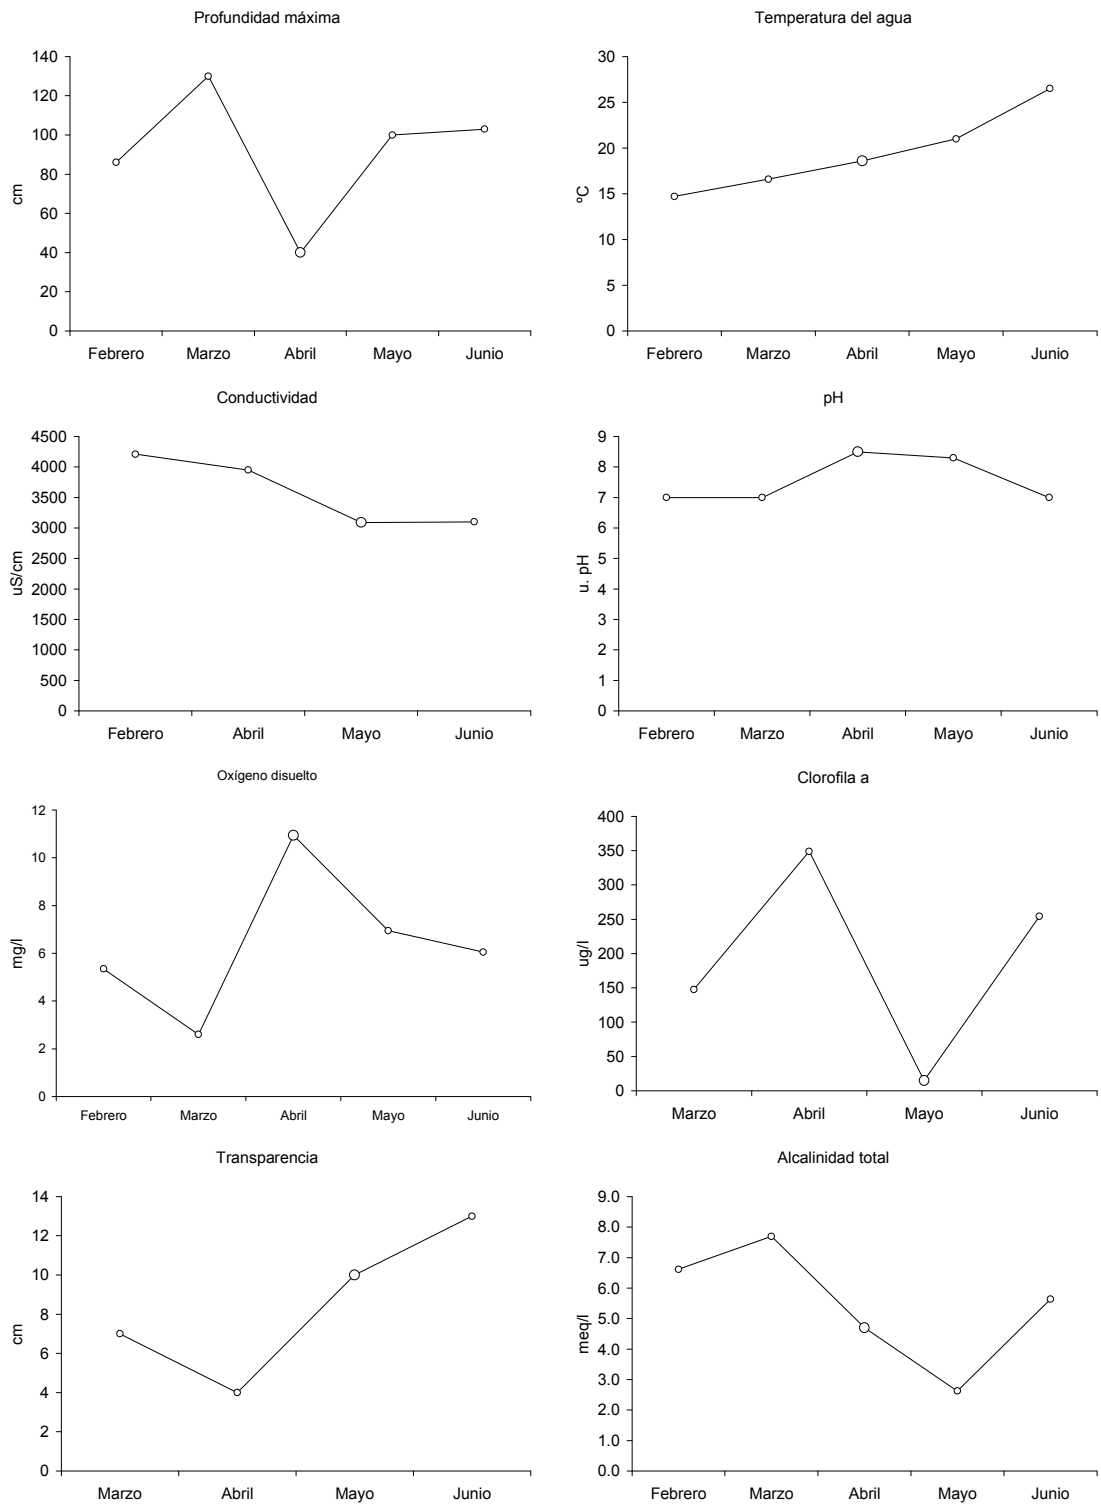 Profundidad máxima
140
120
100
80
60
40
20
0
cm
Febrero Marzo Abril Mayo Junio
Temperatura del agua
30
25
20
15
10
5
0
ºC
Febrero Marzo Abril Mayo Junio
Conductividad
4500
4000
3500
3000
2500
2000
1500
1000
500
0
uS/cm
Febrero Abril Mayo Junio
pH
9
8
7
6
5
4
3
2
1
0
u. pH
Febrero Marzo Abril Mayo Junio
Oxígeno disuelto
12
10
8
6
4
2
0
mg/l
Febrero Marzo Abril Mayo Junio
Clorofila a
400
350
300
250
200
150
100
50
0
ug/l
Marzo Abril Mayo Junio
Transparencia
14
12
10
8
6
4
2
0
cm
Marzo Abril Mayo Junio
Alcalinidad total
9.0
8.0
7.0
6.0
5.0
4.0
3.0
2.0
1.0
0.0
meq/l
Febrero Marzo Abril Mayo Junio